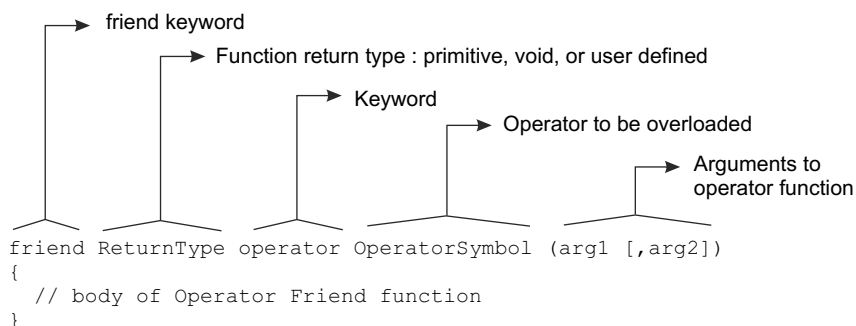 friend keyword
Function return type : primitive, void, or user defined
Keyword
Operator to be overloaded
Arguments to
operator function
friend ReturnType operator OperatorSymbol (arg1 [,arg2])
{
// body of Operator Friend function
}